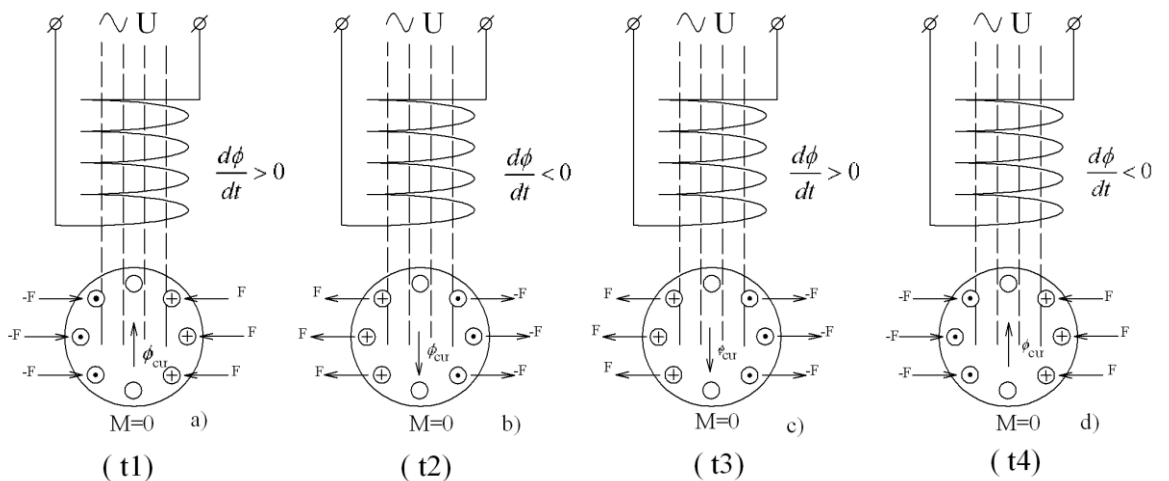 ∿ U ∿ U ∿ U ∿ U
dϕ/dt > 0 dϕ/dt < 0 dϕ/dt > 0 dϕ/dt < 0
-F F F -F F -F -F F
-F F F -F F -F -F F
ϕcu ϕcu ϕcu ϕcu
-F F F -F F -F -F F
M=0 a) M=0 b) M=0 c) M=0 d)
( t1) ( t2) ( t3) ( t4)